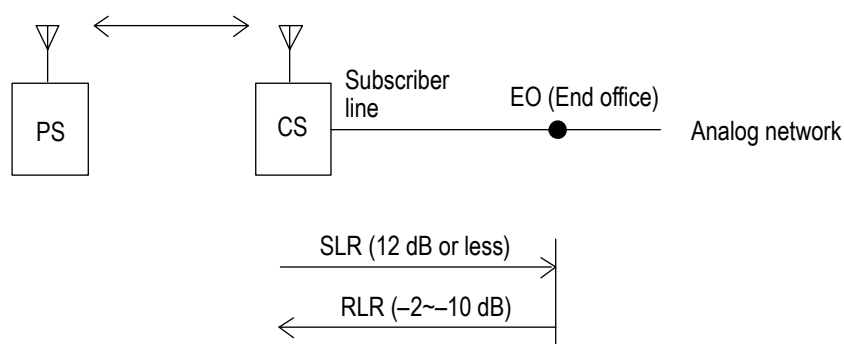 PS
CS
Subscriber
line
EO (End office)
Analog network
SLR (12 dB or less)
RLR (–2~–10 dB)